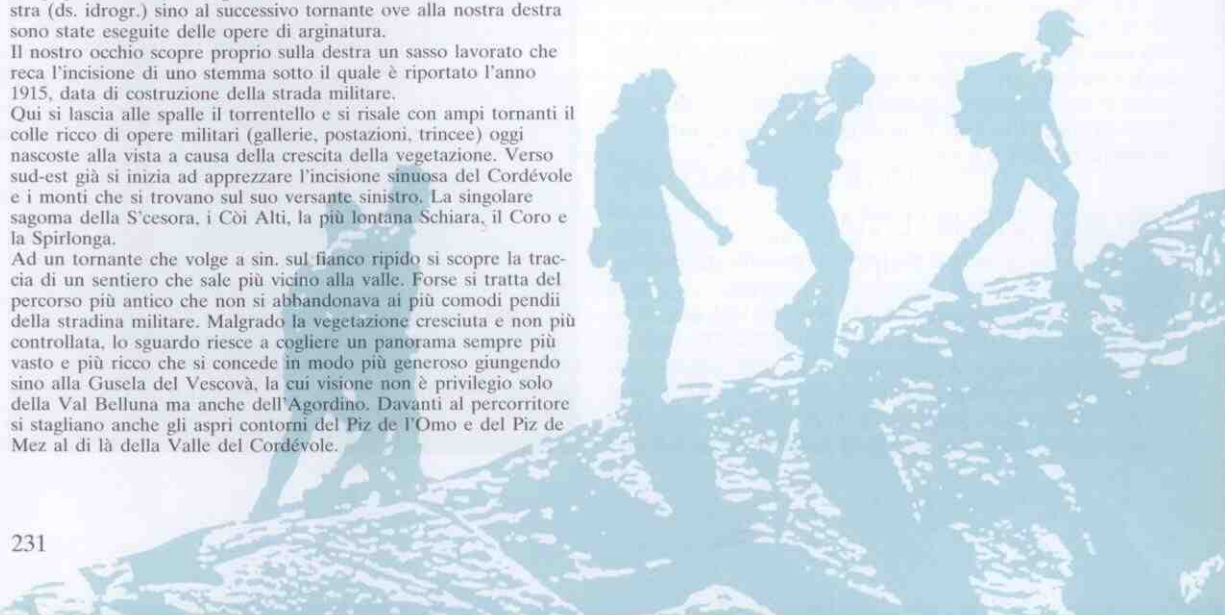 stra (ds. idrogr.) sino al successivo tornante ove alla nostra destra
sono state eseguite delle opere di arginatura.
Il nostro occhio scopre proprio sulla destra un sasso lavorato che
reca l'incisione di uno stemma sotto il quale è riportato l'anno
1915, data di costruzione della strada militare.
Qui si lascia alle spalle il torrentello e si risale con ampi tornanti il
colle ricco di opere militari (gallerie, postazioni, trincee) oggi
nascoste alla vista a causa della crescita della vegetazione. Verso
sud-est già si inizia ad apprezzare l'incisione sinuosa del Cordévole
e i monti che si trovano sul suo versante sinistro. La singolare
sagoma della S'cesora, i Còi Alti, la più lontana Schiara, il Coro e
la Spirlonga.
Ad un tornante che volge a sin. sul fianco ripido si scopre la trac-
cia di un sentiero che sale più vicino alla valle. Forse si tratta del
percorso più antico che non si abbandonava ai più comodi pendii
della stradina militare. Malgrado la vegetazione cresciuta e non più
controllata, lo sguardo riesce a cogliere un panorama sempre più
vasto e più ricco che si concede in modo più generoso giungendo
sino alla Gusela del Vescovà, la cui visione non è privilegio solo
della Val Belluna ma anche dell'Agordino. Davanti al percorritore
si stagliano anche gli aspri contorni del Piz de l'Omo e del Piz de
Mez al di là della Valle del Cordévole.
231